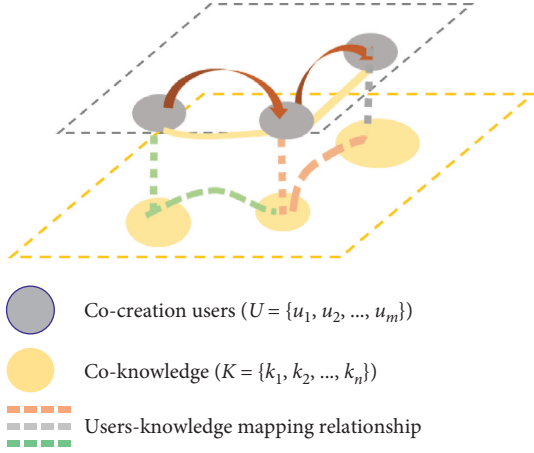 Co-creation users (U = {u1, u2, ..., um})
Co-knowledge (K = {k1, k2, ..., kn})
Users-knowledge mapping relationship